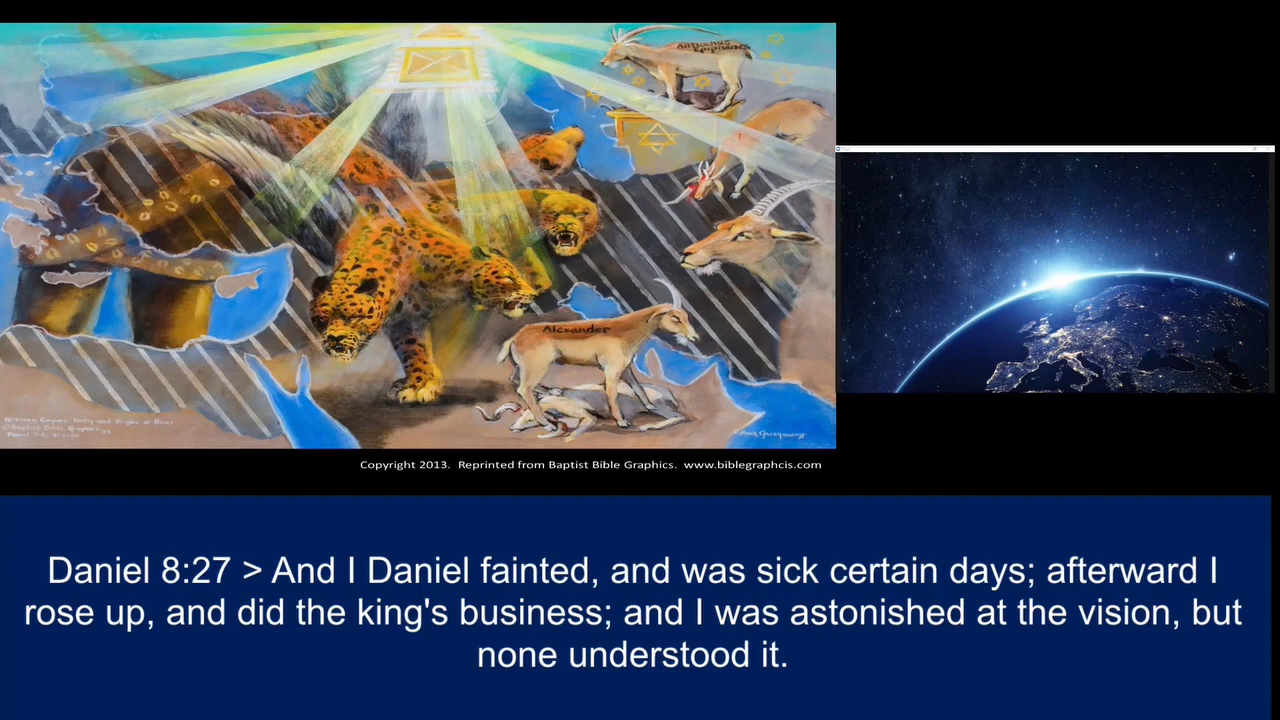 Antiochus
Epiphanes
Alexander
Copyright 2013.  Reprinted from Baptist Bible Graphics.  www.biblegraphcis.com
Daniel 8:27 > And I Daniel fainted, and was sick certain days; afterward I
rose up, and did the king's business; and I was astonished at the vision, but
none understood it.